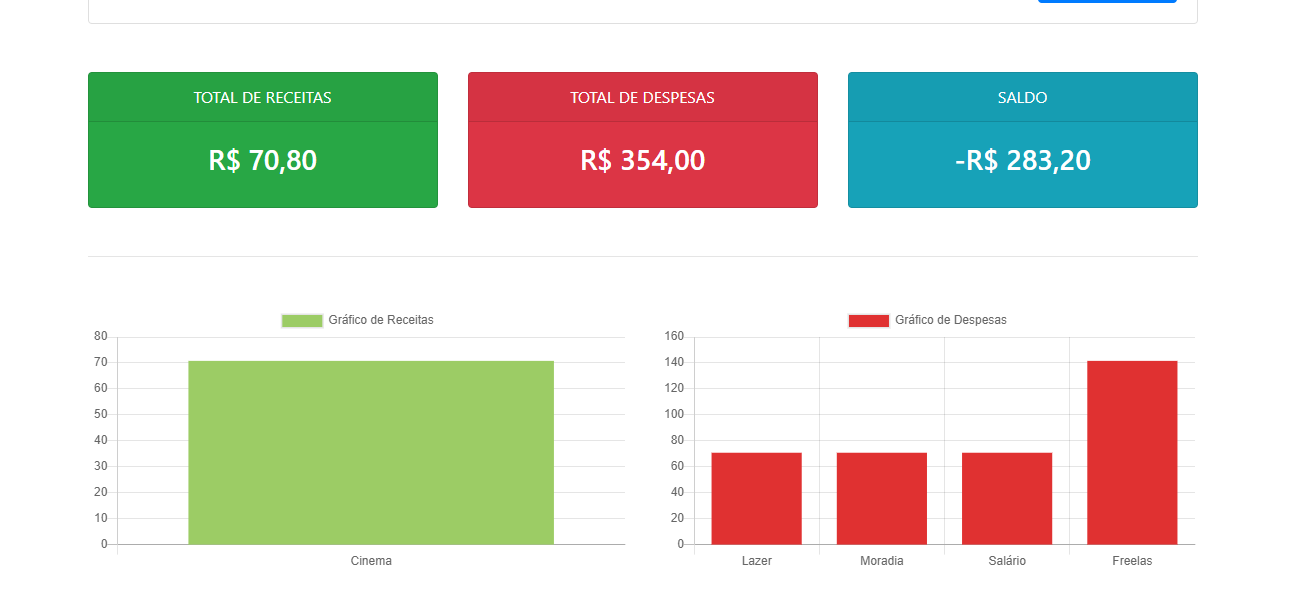 TOTAL DE RECEITAS
R$ 70,80
TOTAL DE DESPESAS
R$ 354,00
SALDO
-R$ 283,20
Gráfico de Receitas
80
70
60
50
40
30
20
10
0
Cinema
Gráfico de Despesas
160
140
120
100
80
60
40
20
0
Lazer Moradia Salário Freelas